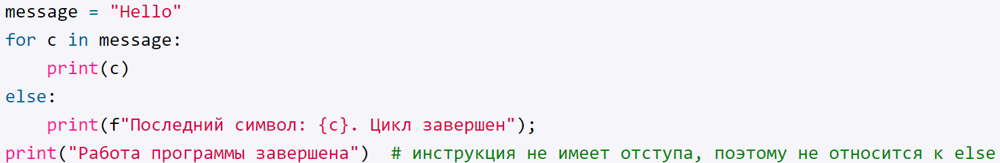 message = "Hello"
for c in message:
    print(c)
else:
    print(f"Последний символ: {c}. Цикл завершен");
print("Работа программы завершена")  # инструкция не имеет отступа, поэтому не относится к else